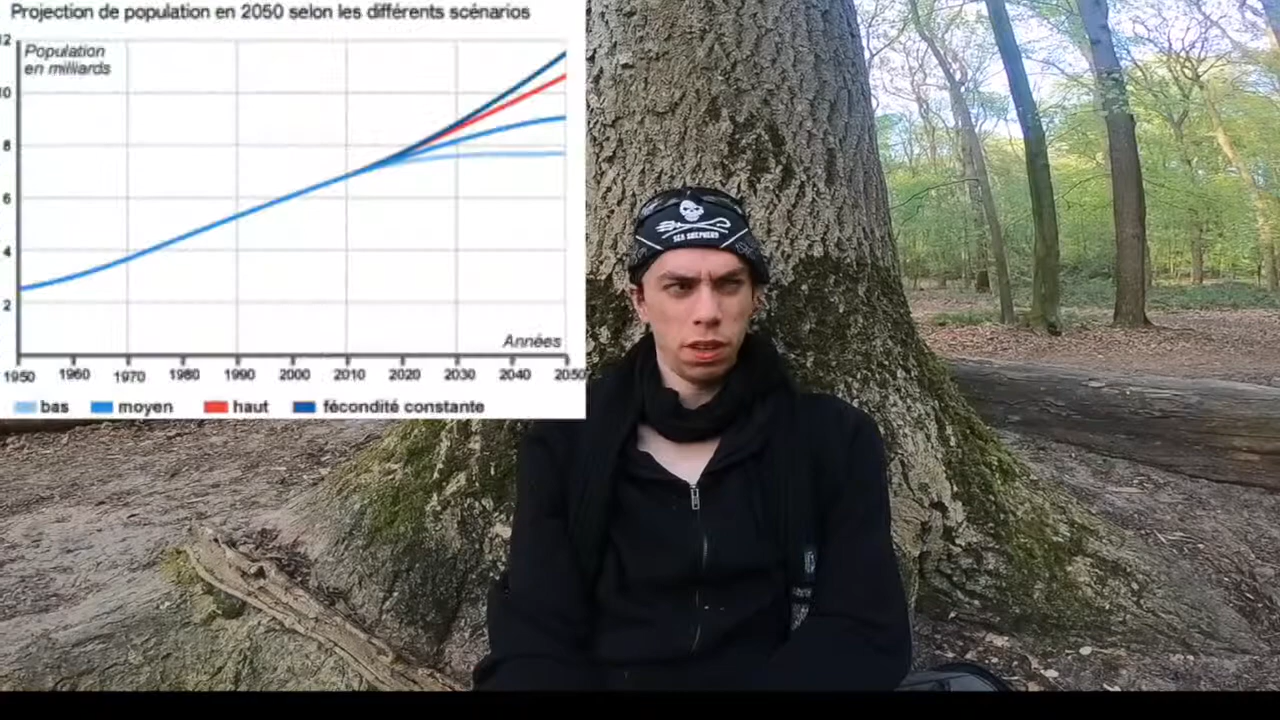 Projection de population en 2050 selon les différents scénarios
12
Population
en milliards
10
8
6
4
2
Années
1950 1960 1970 1980 1990 2000 2010 2020 2030 2040 2050
bas moyen haut fécondité constante
SEA SHEPHERD